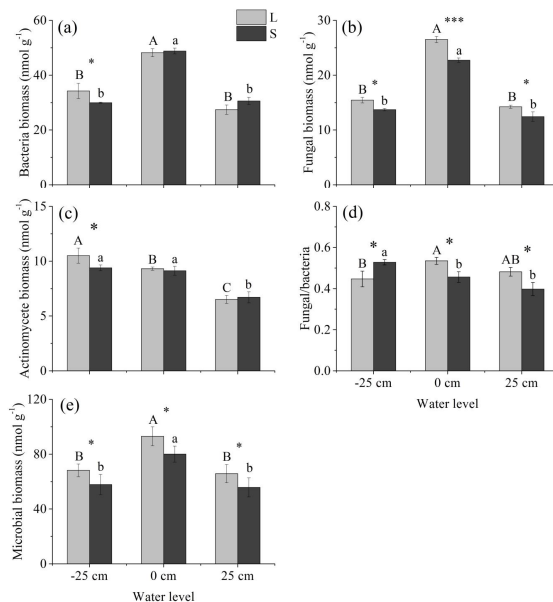 (a)
L
S
Bacteria biomass (nmol g-1)
60
40
20
0
B
*
b
A
a
B
b
(b)
Fungal biomass (nmol g-1)
30
20
10
0
B
*
b
A
***
a
B
*
b
(c)
Actinomycete biomass (nmol g-1)
15
10
5
0
A
*
a
B
a
C
b
(d)
Fungal/bacteria
0.8
0.6
0.4
0.2
0.0
B
*
a
A
*
b
AB
*
b
-25 cm
0 cm
25 cm
Water level
(e)
Microbial biomass (nmol g-1)
120
80
40
0
B
*
b
A
*
a
B
*
b
-25 cm
0 cm
25 cm
Water level